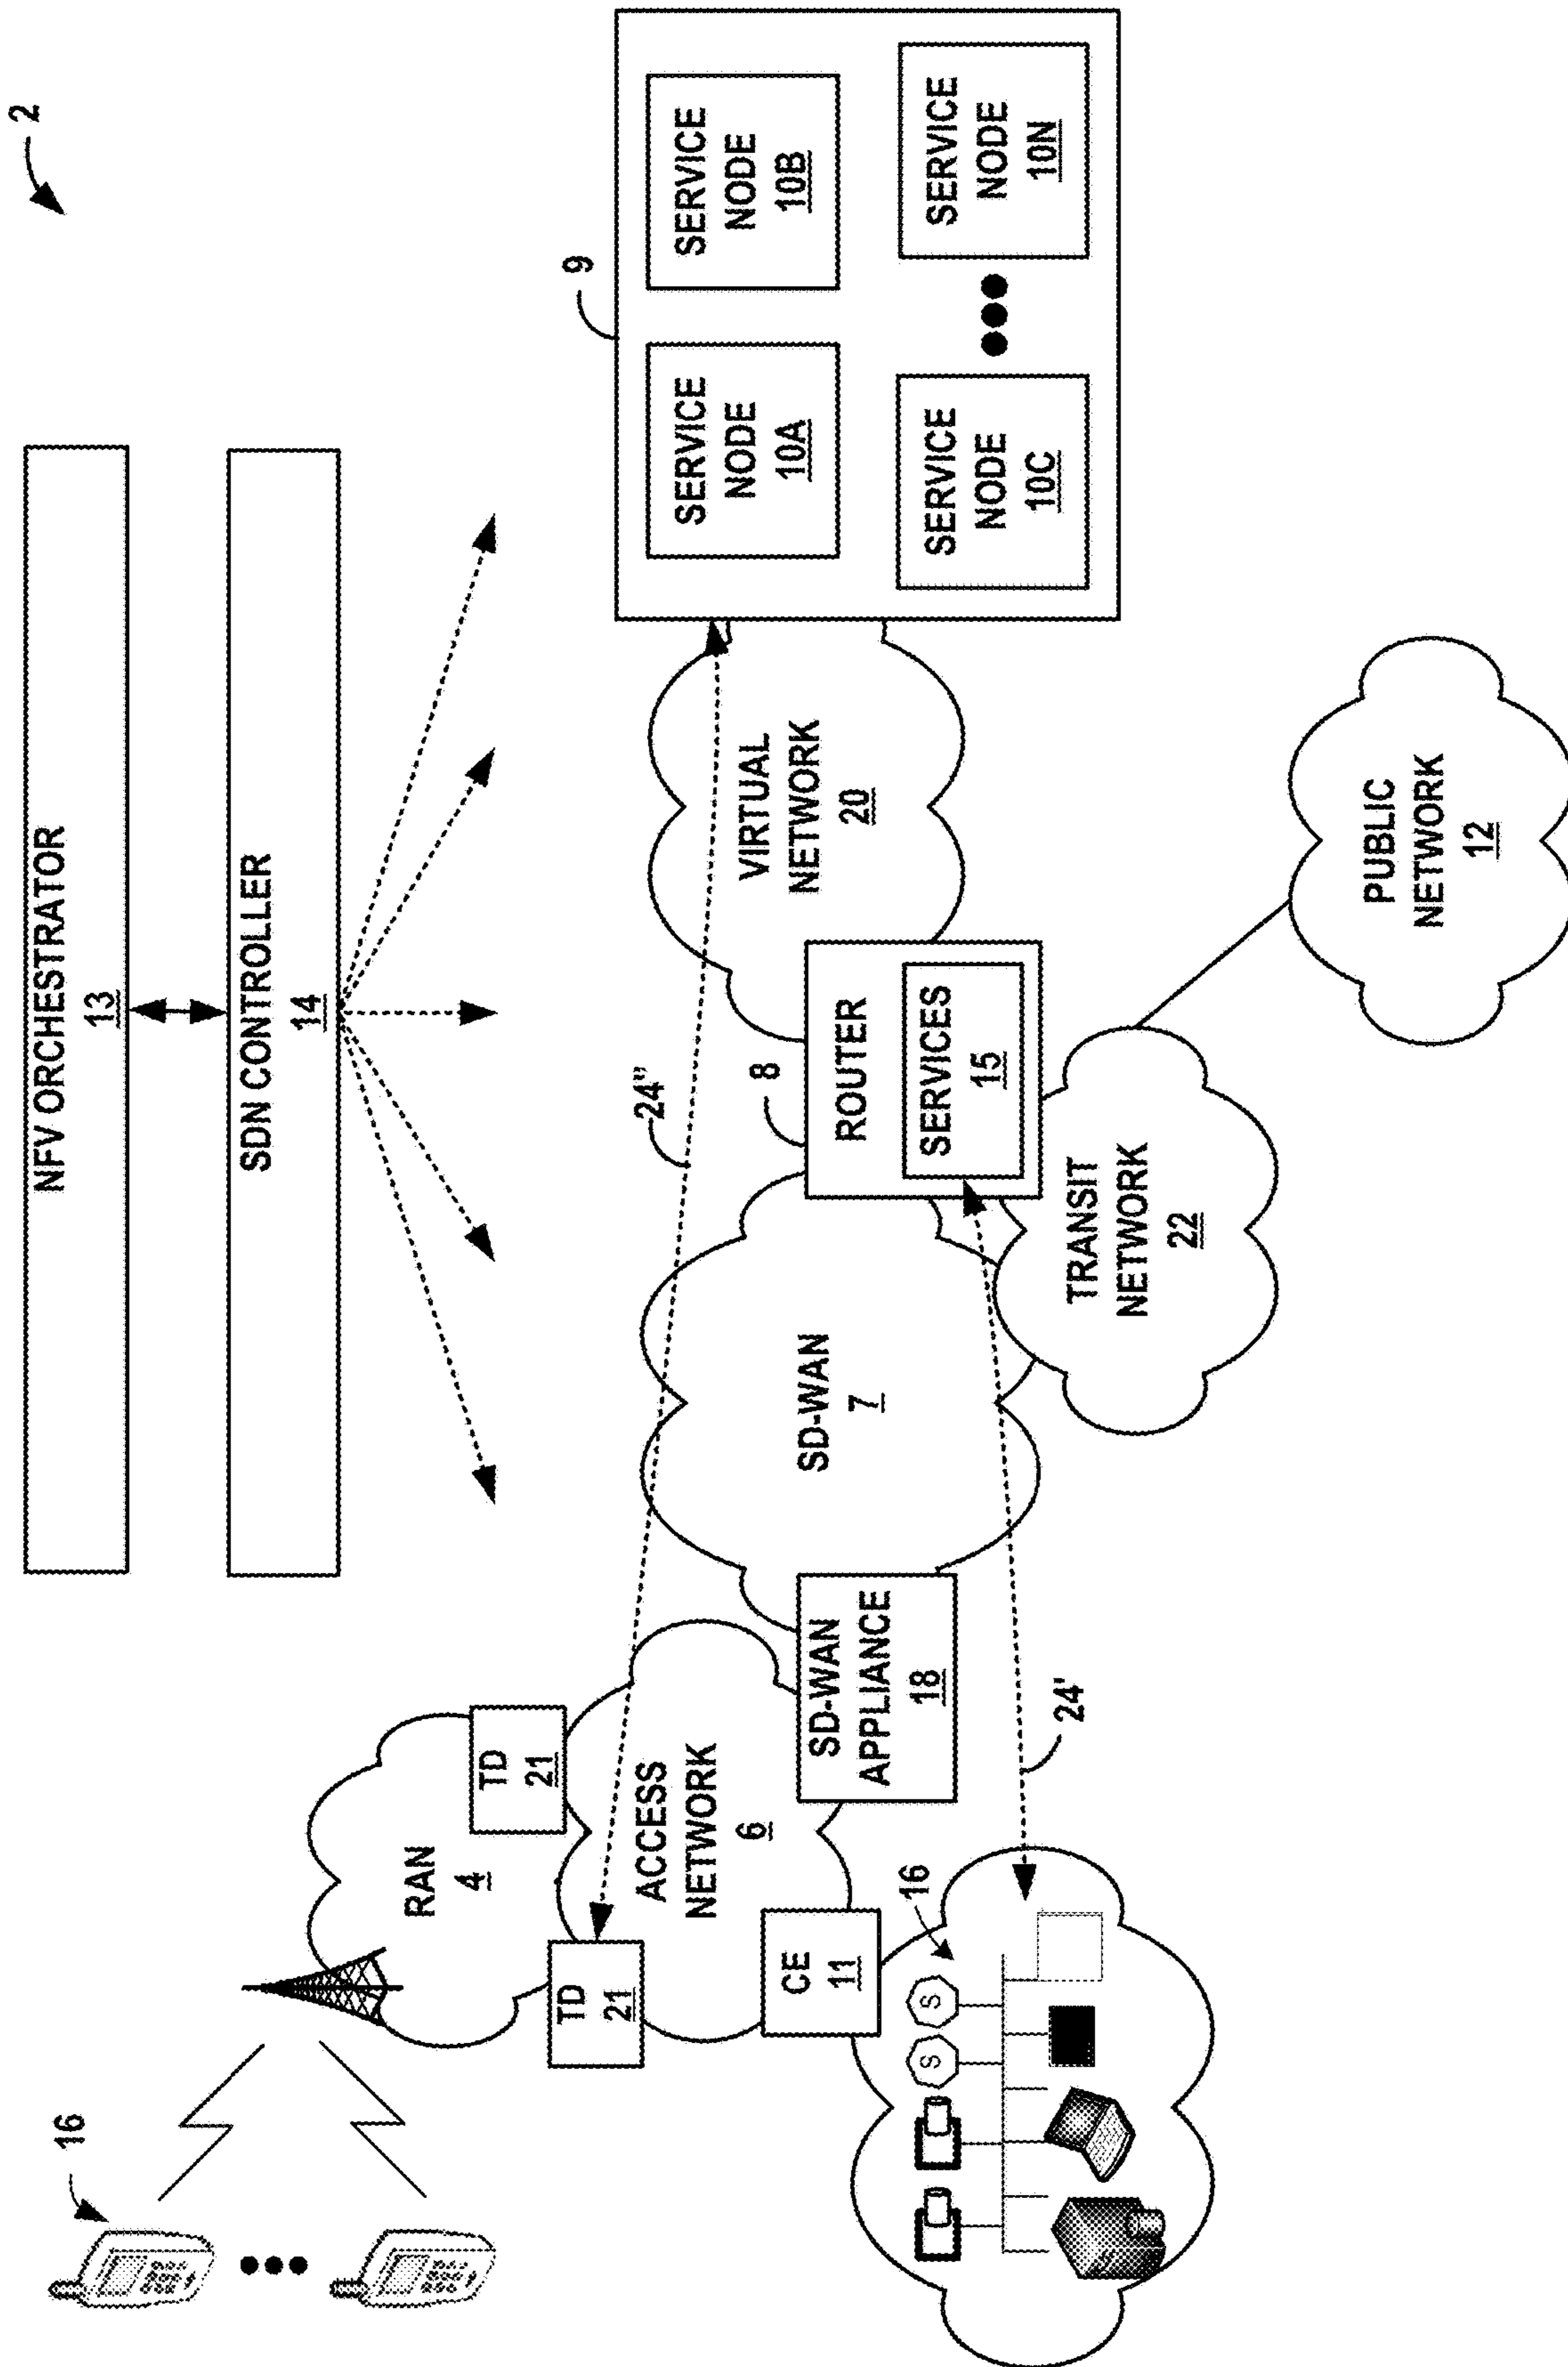 2
NFV ORCHESTRATOR
13
SDN CONTROLLER
14
16
RAN
4
TD
21
TD
21
ACCESS
NETWORK
6
CE
11
SD-WAN
APPLIANCE
18
SD-WAN
7
24"
24'
8
ROUTER
SERVICES
15
VIRTUAL
NETWORK
20
9
SERVICE
NODE
10A
SERVICE
NODE
10B
SERVICE
NODE
10C
SERVICE
NODE
10N
TRANSIT
NETWORK
22
PUBLIC
NETWORK
12
16
S
S